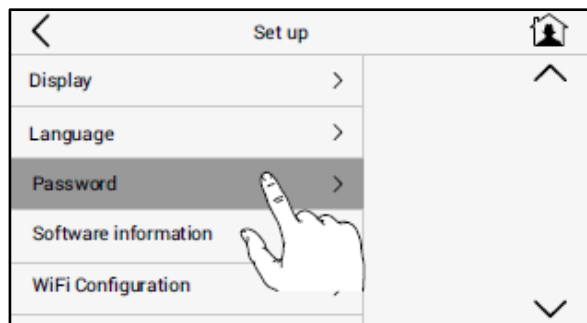 Set up
Display
Language
Password
Software information
WiFi Configuration